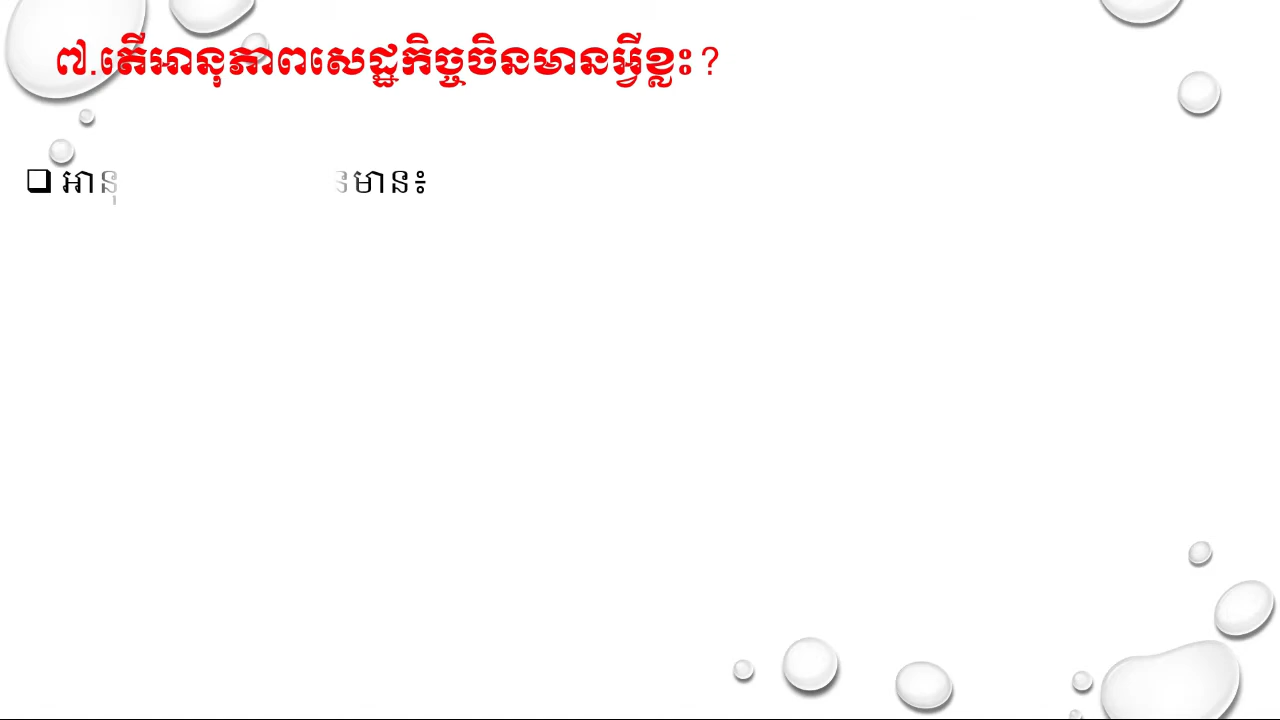 ៧.តើអានុភាពសេដ្ឋកិច្ចចិនមានអ្វីខ្លះ?
❑ អានុ នមាន៖